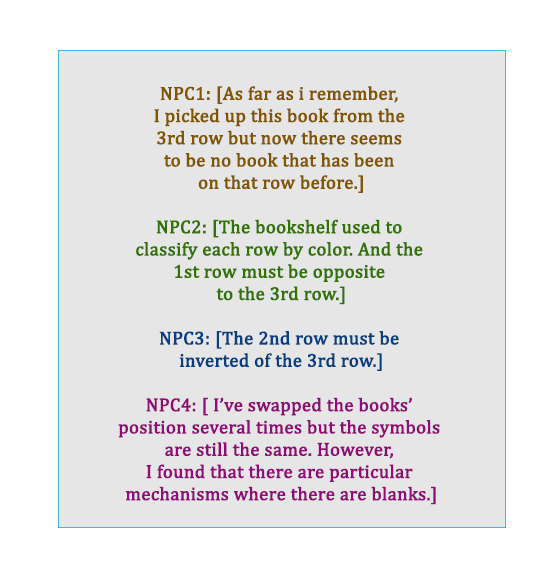 NPC1: [As far as i remember,
I picked up this book from the
3rd row but now there seems
to be no book that has been
on that row before.]
NPC2: [The bookshelf used to
classify each row by color. And the
1st row must be opposite
to the 3rd row.]
NPC3: [The 2nd row must be
inverted of the 3rd row.]
NPC4: [ I’ve swapped the books’
position several times but the symbols
are still the same. However,
I found that there are particular
mechanisms where there are blanks.]